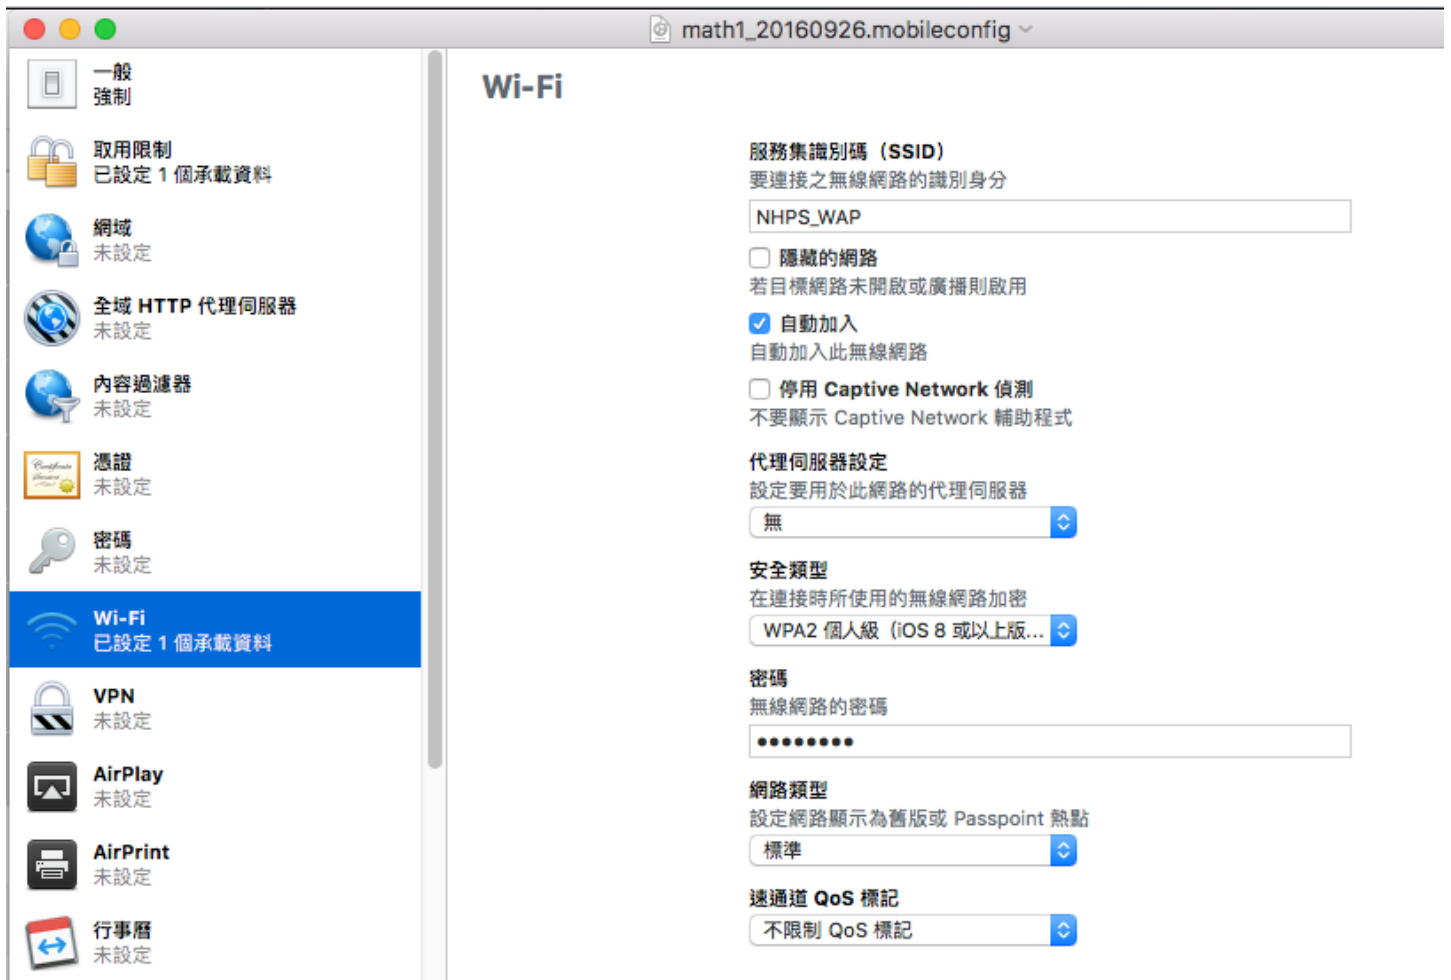 math1_20160926.mobileconfig
一般
強制
取用限制
已設定 1 個承載資料
網域
未設定
全域 HTTP 代理伺服器
未設定
內容過濾器
未設定
憑證
未設定
密碼
未設定
Wi-Fi
已設定 1 個承載資料
VPN
未設定
AirPlay
未設定
AirPrint
未設定
行事曆
未設定
Wi-Fi
服務集識別碼（SSID）
要連接之無線網路的識別身分
NHPS_WAP
隱藏的網路
若目標網路未開啟或廣播則啟用
自動加入
自動加入此無線網路
停用 Captive Network 偵測
不要顯示 Captive Network 輔助程式
代理伺服器設定
設定要用於此網路的代理伺服器
無
安全類型
在連接時所使用的無線網路加密
WPA2 個人級（iOS 8 或以上版...
密碼
無線網路的密碼
••••••••
網路類型
設定網路顯示為舊版或 Passpoint 熱點
標準
速通道 QoS 標記
不限制 QoS 標記